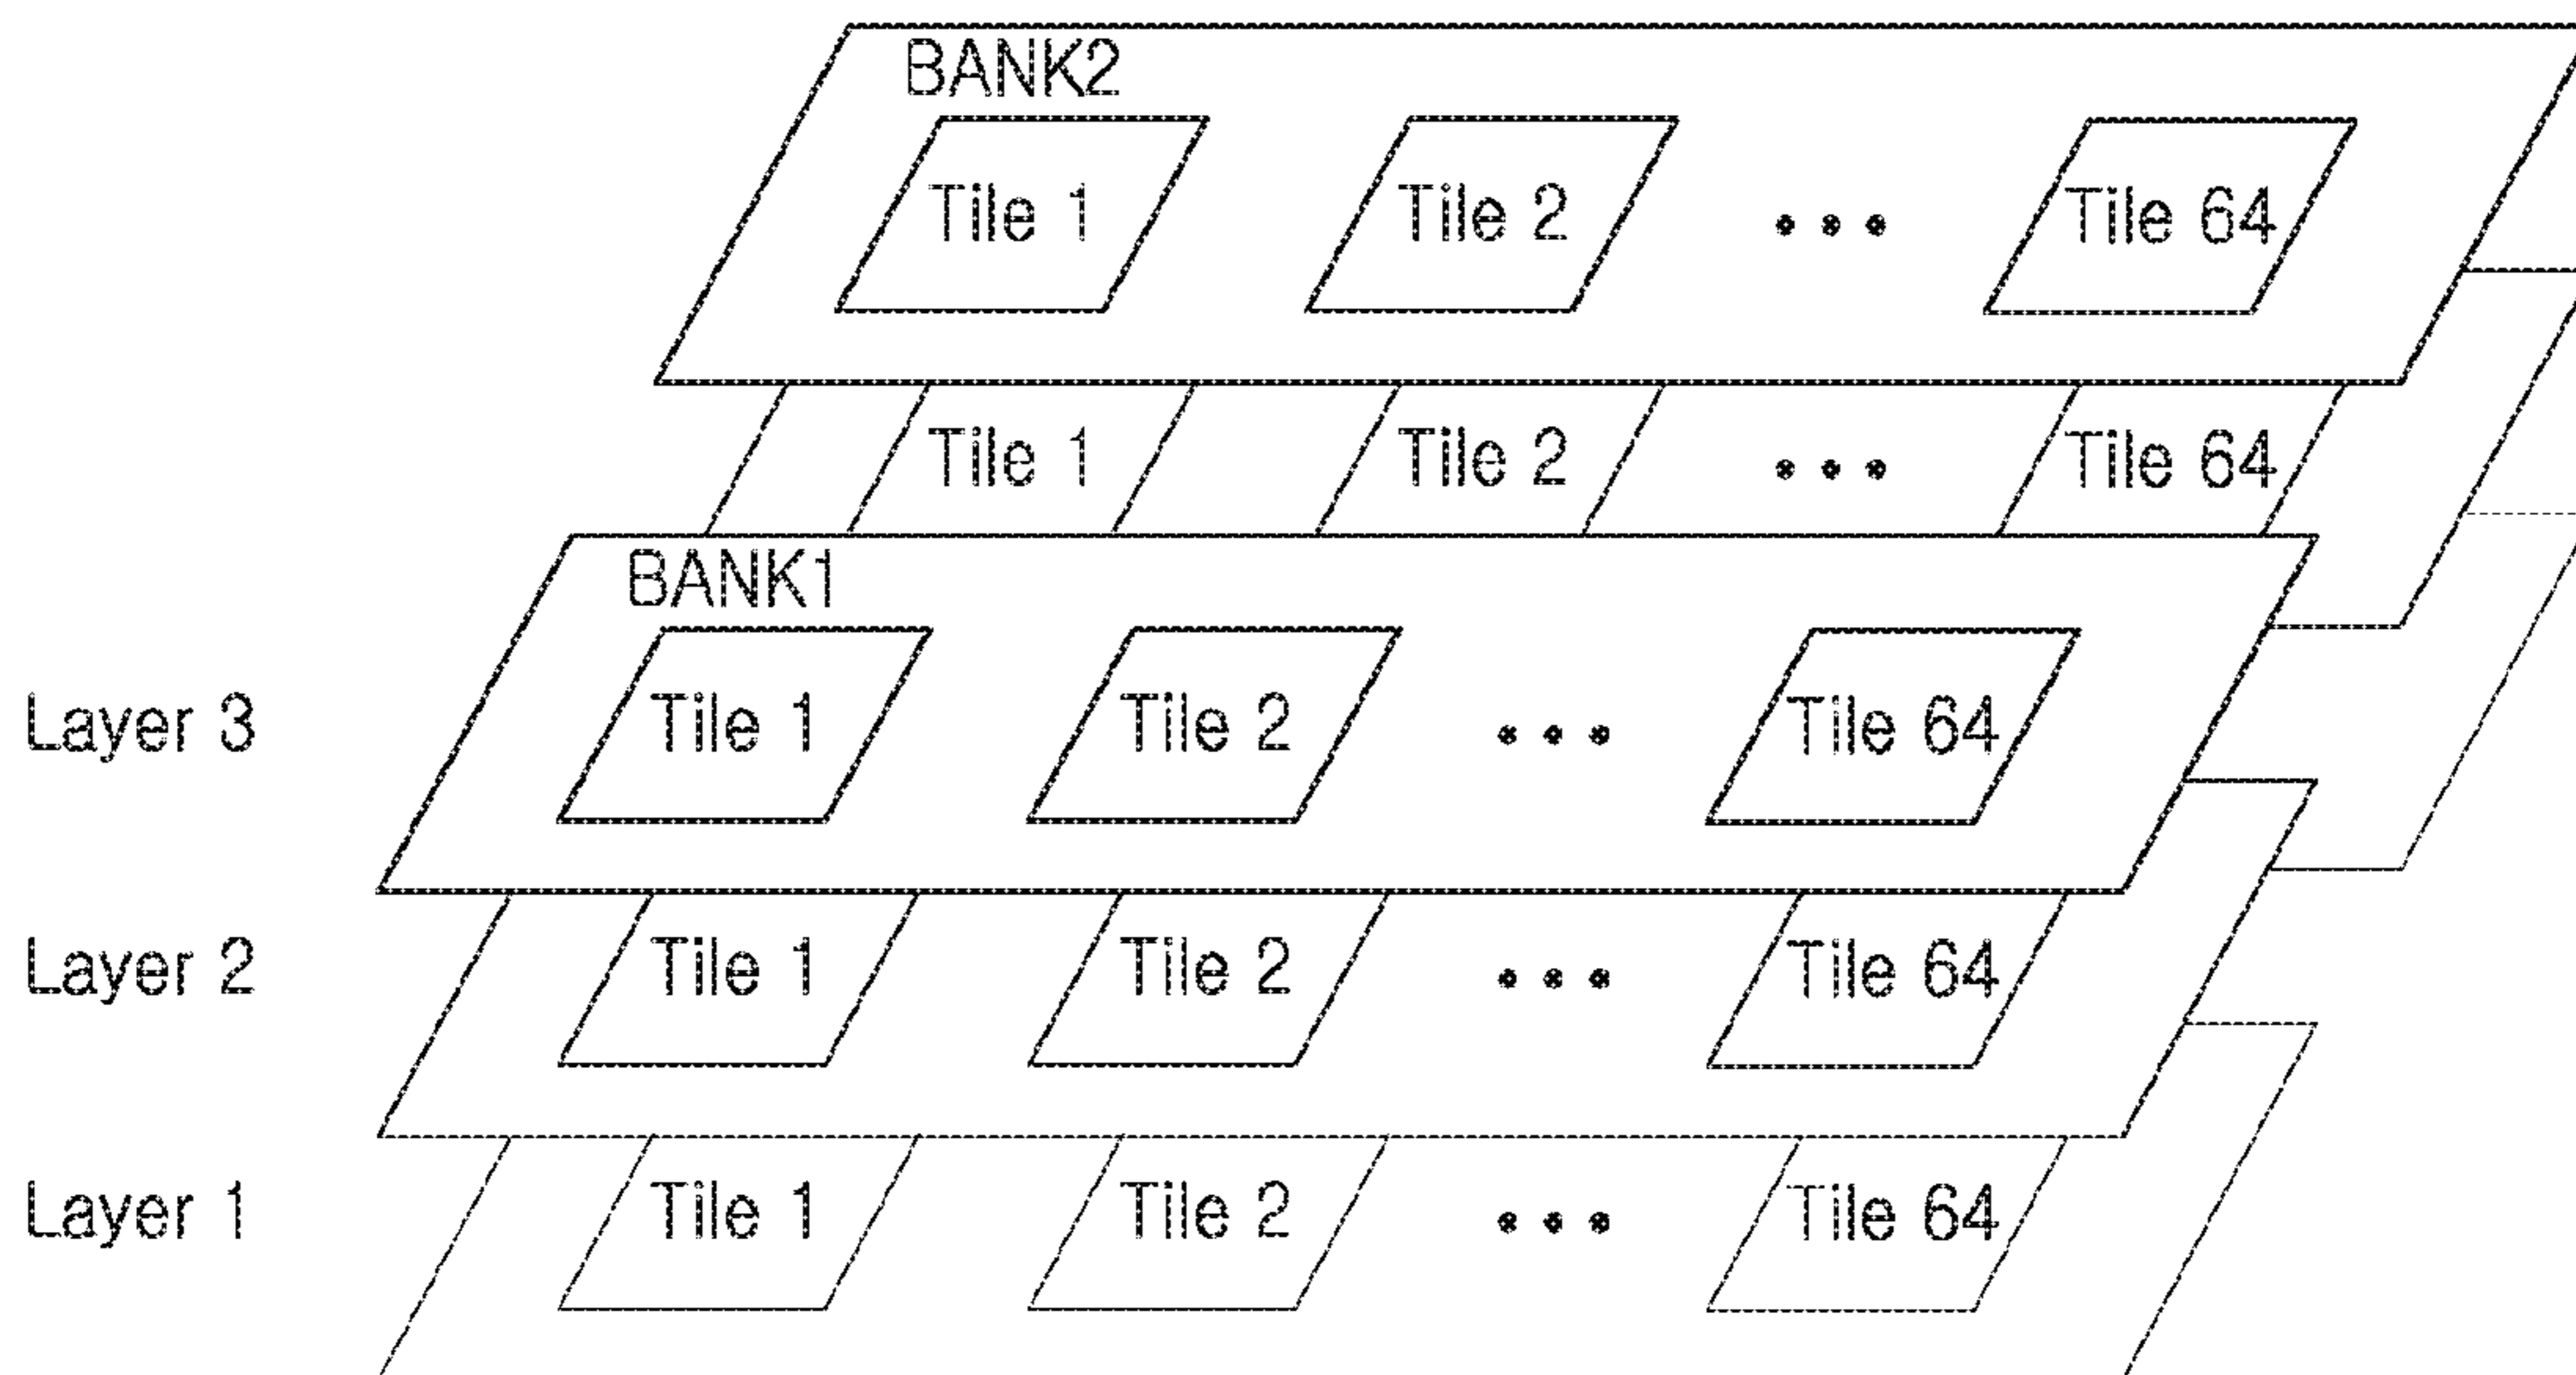 BANK2
Tile 1 Tile 2 ••• Tile 64
Tile 1 Tile 2 ••• Tile 64
BANK1
Layer 3 Tile 1 Tile 2 ••• Tile 64
Layer 2 Tile 1 Tile 2 ••• Tile 64
Layer 1 Tile 1 Tile 2 ••• Tile 64